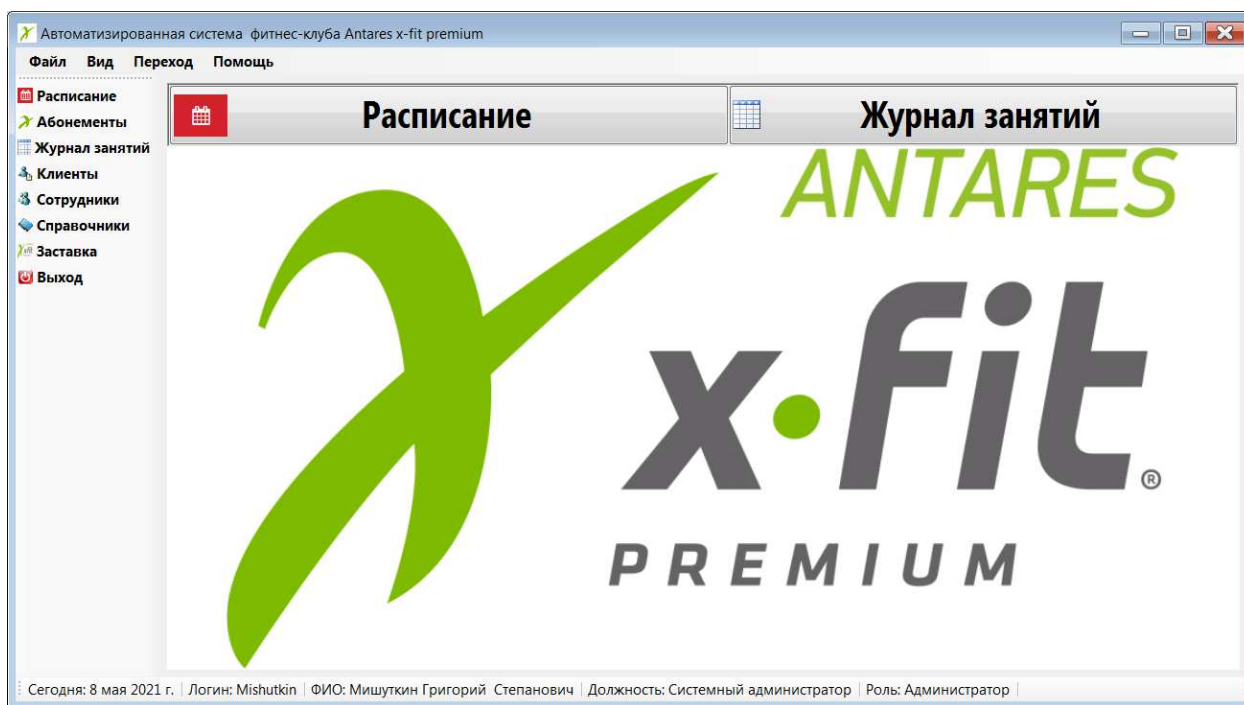 Автоматизированная система фитнес-клуба Antares x-fit premium
Файл Вид Переход Помощь
Расписание
Абонементы
Журнал занятий
Клиенты
Сотрудники
Справочники
Заставка
Выход
Расписание Журнал занятий
ANTARES
x·fit®
PREMIUM
Сегодня: 8 мая 2021 г. Логин: Mishutkin ФИО: Мишуткин Григорий Степанович Должность: Системный администратор Роль: Администратор